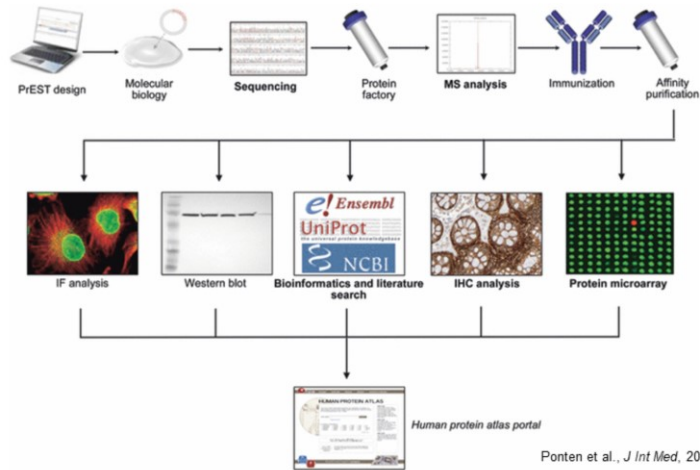 PrEST design
Molecular
biology
Sequencing
Protein
factory
MS analysis
Immunization
Affinity
purification
e! Ensembl
UniProt
the universal protein knowledgebase
NCBI
IF analysis
Western blot
Bioinformatics and literature
search
IHC analysis
Protein microarray
HUMAN PROTEIN ATLAS
Human protein atlas portal
Ponten et al., J Int Med, 20